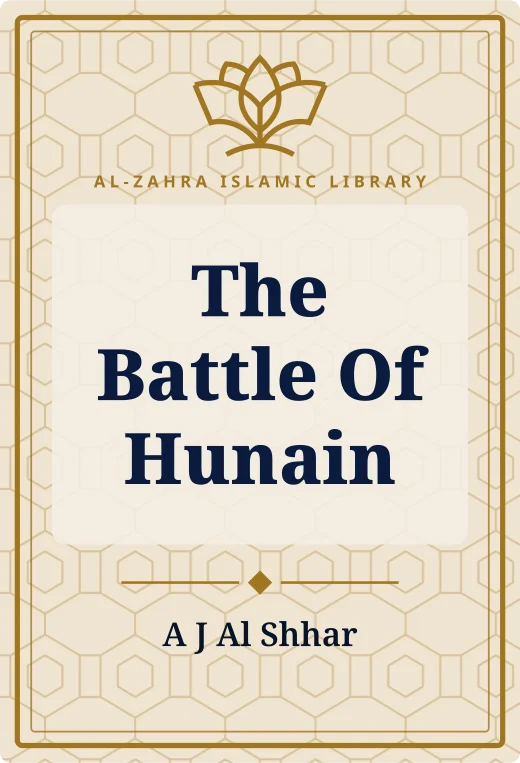 AL-ZAHRA ISLAMIC LIBRARY
The
Battle Of
Hunain
A J Al Shhar